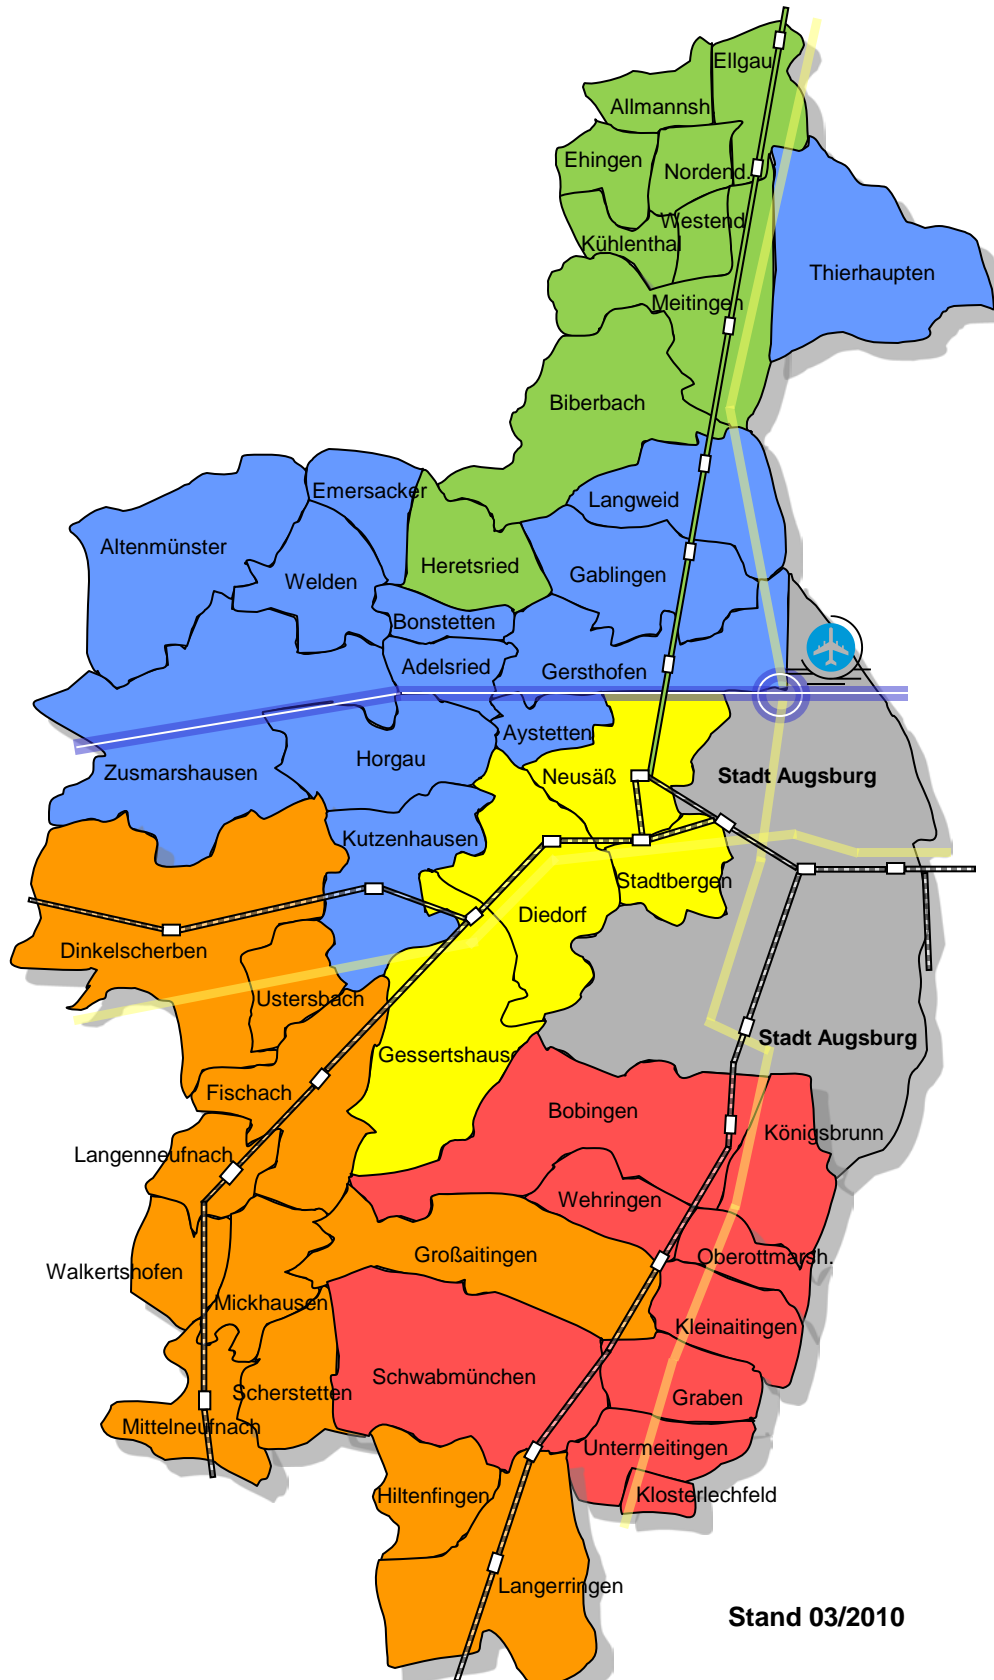 Ellgau
Allmannsh
Ehingen
Nordend.
Westend
Kühlenthal
Thierhaupten
Meitingen
Biberbach
Emersacker
Langweid
Altenmünster
Heretsried
Gablingen
Welden
Bonstetten
Adelsried
Gersthofen
Aystetten
Horgau
Zusmarshausen
Neusäß
Stadt Augsburg
Kutzenhausen
Stadtbergen
Diedorf
Dinkelscherben
Ustersbach
Stadt Augsburg
Gessertshause
Fischach
Bobingen
Königsbrunn
Langenneufnach
Wehringen
Großaitingen
Oberottmarsh.
Walkertshofen
Mickhausen
Kleinaitingen
Schwabmünchen
Scherstetten
Graben
Mittelneufnach
Untermeitingen
Hiltenfingen
Klosterlechfeld
Langerringen
Stand 03/2010